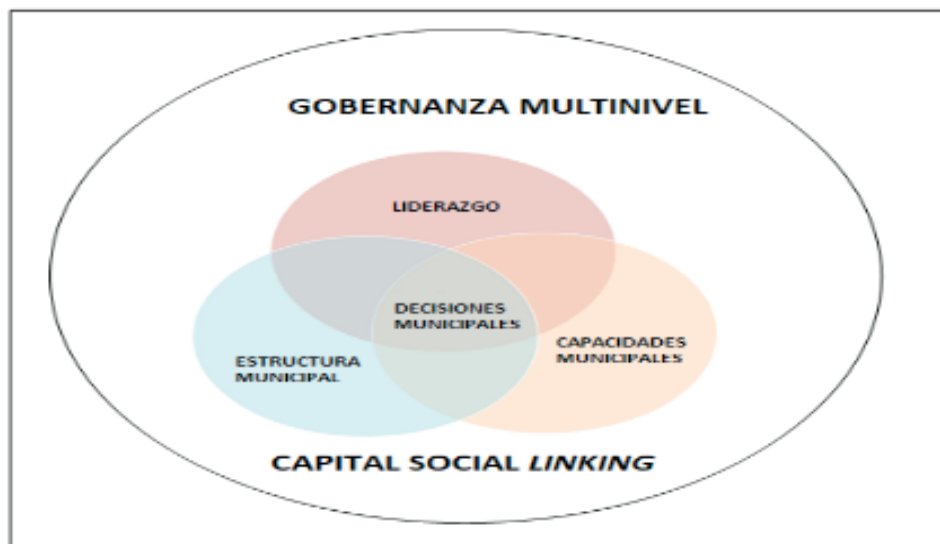 GOBERNANZA MULTINIVEL
LIDERAZGO
DECISIONES
MUNICIPALES
CAPACIDADES
MUNICIPALES
ESTRUCTURA
MUNICIPAL
CAPITAL SOCIAL LINKING